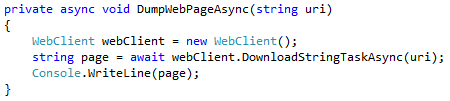 private async void DumpWebPageAsync(string uri)
{
    WebClient webClient = new WebClient();
    string page = await webClient.DownloadStringTaskAsync(uri);
    Console.WriteLine(page);
}